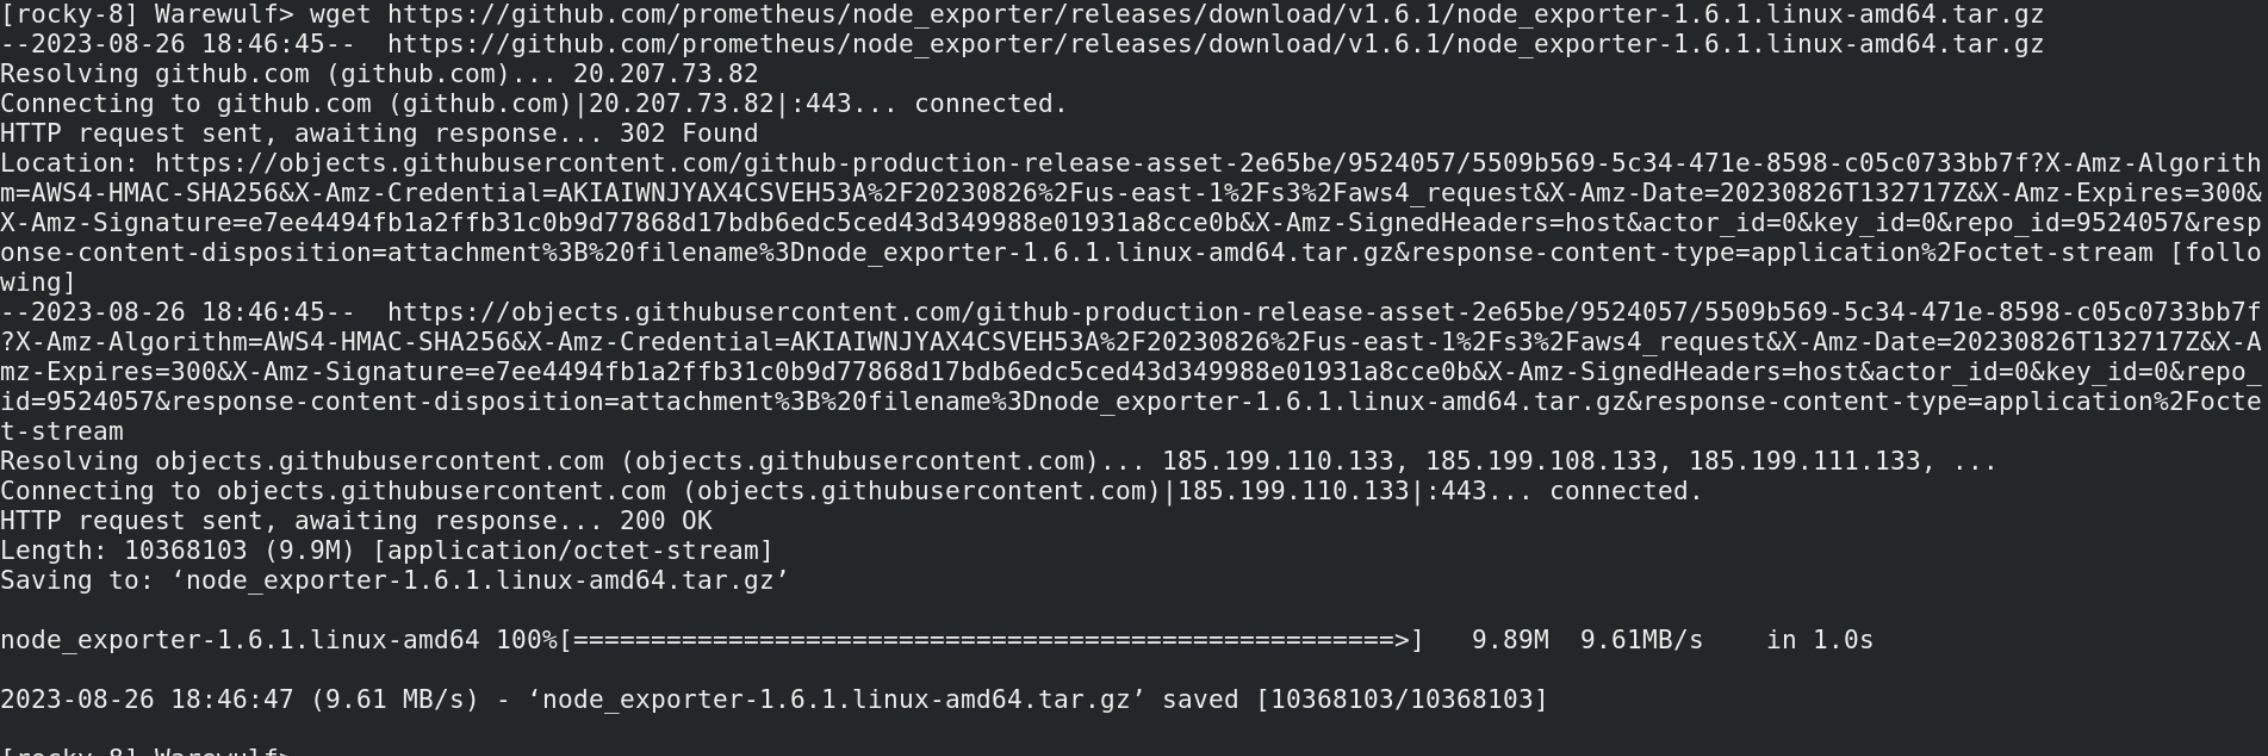 [rocky-8] Warewulf> wget https://github.com/prometheus/node_exporter/releases/download/v1.6.1/node_exporter-1.6.1.linux-amd64.tar.gz
--2023-08-26 18:46:45--  https://github.com/prometheus/node_exporter/releases/download/v1.6.1/node_exporter-1.6.1.linux-amd64.tar.gz
Resolving github.com (github.com)... 20.207.73.82
Connecting to github.com (github.com)|20.207.73.82|:443... connected.
HTTP request sent, awaiting response... 302 Found
Location: https://objects.githubusercontent.com/github-production-release-asset-2e65be/9524057/5509b569-5c34-471e-8598-c05c0733bb7f?X-Amz-Algorith
m=AWS4-HMAC-SHA256&X-Amz-Credential=AKIAIWNJYAX4CSVEH53A%2F20230826%2Fus-east-1%2Fs3%2Faws4_request&X-Amz-Date=20230826T132717Z&X-Amz-Expires=300&
X-Amz-Signature=e7ee4494fb1a2ffb31c0b9d77868d17bdb6edc5ced43d349988e01931a8cce0b&X-Amz-SignedHeaders=host&actor_id=0&key_id=0&repo_id=9524057&resp
onse-content-disposition=attachment%3B%20filename%3Dnode_exporter-1.6.1.linux-amd64.tar.gz&response-content-type=application%2Foctet-stream [follo
wing]
--2023-08-26 18:46:45--  https://objects.githubusercontent.com/github-production-release-asset-2e65be/9524057/5509b569-5c34-471e-8598-c05c0733bb7f
?X-Amz-Algorithm=AWS4-HMAC-SHA256&X-Amz-Credential=AKIAIWNJYAX4CSVEH53A%2F20230826%2Fus-east-1%2Fs3%2Faws4_request&X-Amz-Date=20230826T132717Z&X-A
mz-Expires=300&X-Amz-Signature=e7ee4494fb1a2ffb31c0b9d77868d17bdb6edc5ced43d349988e01931a8cce0b&X-Amz-SignedHeaders=host&actor_id=0&key_id=0&repo_
id=9524057&response-content-disposition=attachment%3B%20filename%3Dnode_exporter-1.6.1.linux-amd64.tar.gz&response-content-type=application%2Focte
t-stream
Resolving objects.githubusercontent.com (objects.githubusercontent.com)... 185.199.110.133, 185.199.108.133, 185.199.111.133, ...
Connecting to objects.githubusercontent.com (objects.githubusercontent.com)|185.199.110.133|:443... connected.
HTTP request sent, awaiting response... 200 OK
Length: 10368103 (9.9M) [application/octet-stream]
Saving to: ‘node_exporter-1.6.1.linux-amd64.tar.gz’
node_exporter-1.6.1.linux-amd64 100%[=====================================================>]   9.89M  9.61MB/s    in 1.0s
2023-08-26 18:46:47 (9.61 MB/s) - ‘node_exporter-1.6.1.linux-amd64.tar.gz’ saved [10368103/10368103]
[rocky-8] Warewulf>